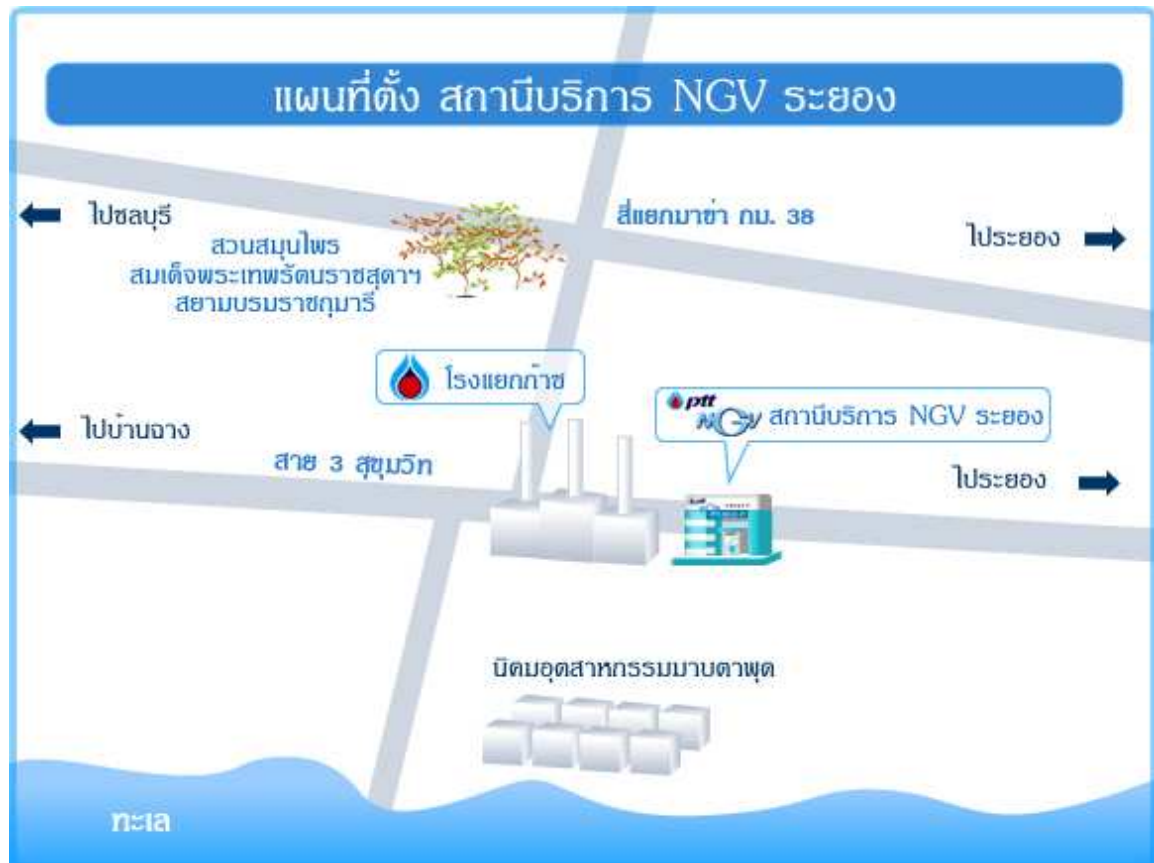 แผนที่ตั้ง สถานีบริการ NGV ระยอง
ไปชลบุรี
สี่แยกมาข่า กม. 38
ไประยอง
สวนสมุนไพร
สมเด็จพระเทพรัตนราชสุดาฯ
สยามบรมราชกุมารี
โรงแยกก๊าซ
ptt
NGV สถานีบริการ NGV ระยอง
ไปบ้านฉาง
สาย 3 สุขุมวิท
ไประยอง
นิคมอุตสาหกรรมมาบตาพุด
ทะเล